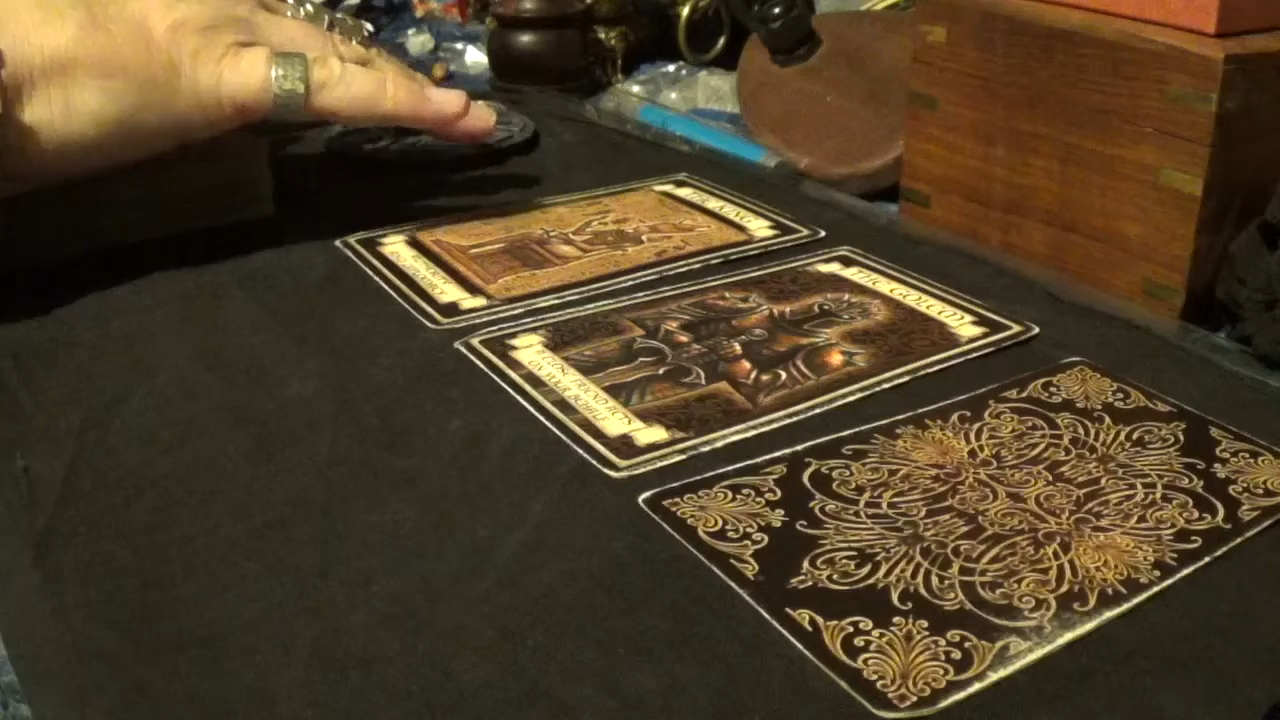 THE KING
THE GOLEM
A CLOSE FRIEND ACTS
ON YOUR BEHALF